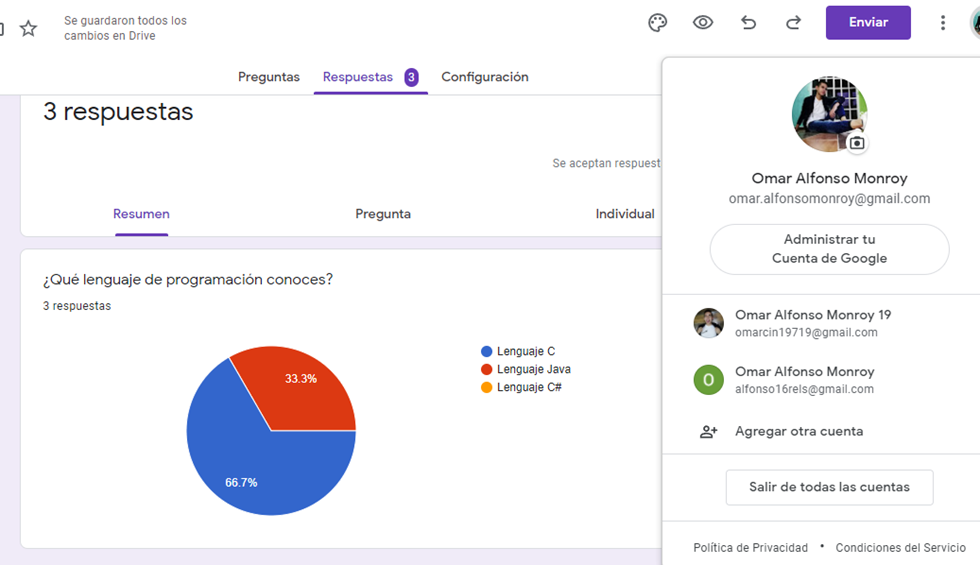 Se guardaron todos los
cambios en Drive
Enviar
Preguntas
Respuestas 3
Configuración
3 respuestas
Se aceptan respuest
Resumen
Pregunta
Individual
¿Qué lenguaje de programación conoces?
3 respuestas
33.3%
66.7%
Lenguaje C
Lenguaje Java
Lenguaje C#
Omar Alfonso Monroy
omar.alfonsomonroy@gmail.com
Administrar tu
Cuenta de Google
Omar Alfonso Monroy 19
omarcin19719@gmail.com
O
Omar Alfonso Monroy
alfonso16rels@gmail.com
Agregar otra cuenta
Salir de todas las cuentas
Política de Privacidad • Condiciones del Servicio